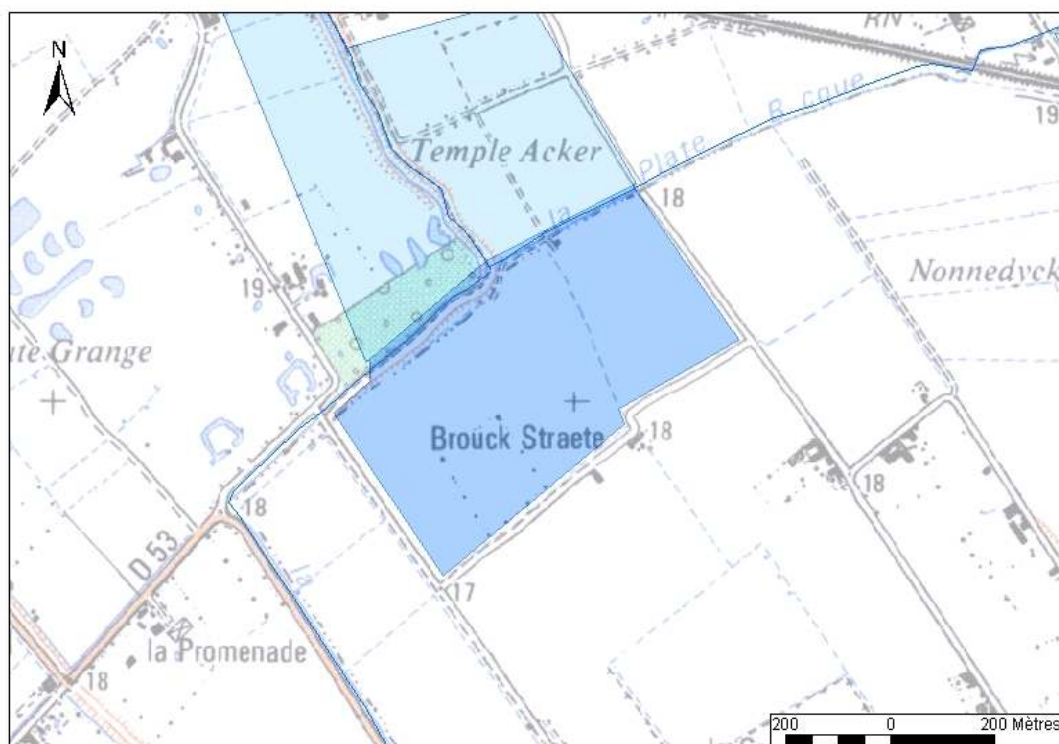 N
RN
19
Temple Acker
la Plate B cque
18
Nonnedyck
19
Grange
Brouck Straete
18
18
18
D 53
17
la Promenade
18
200 0 200 Mètres